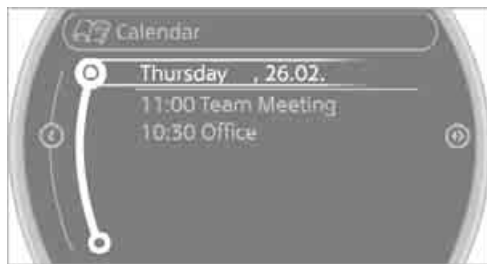 Calendar
Thursday , 26.02.
11:00 Team Meeting
10:30 Office